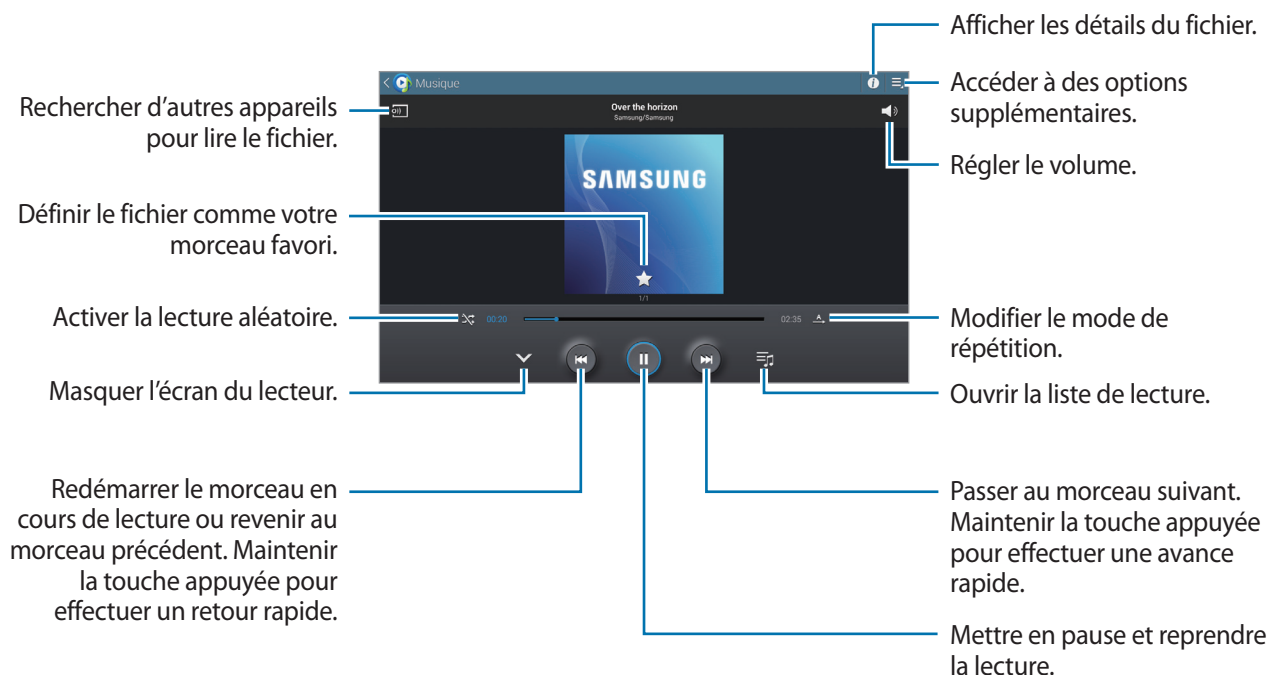 Afficher les détails du fichier.
Accéder à des options
supplémentaires.
Régler le volume.
Rechercher d'autres appareils
pour lire le fichier.
Définir le fichier comme votre
morceau favori.
Activer la lecture aléatoire.
Masquer l'écran du lecteur.
Redémarrer le morceau en
cours de lecture ou revenir au
morceau précédent. Maintenir
la touche appuyée pour
effectuer un retour rapide.
Musique
Over the horizon
Samsung/Samsung
SAMSUNG
1/1
00:20
02:35
A
Modifier le mode de
répétition.
Ouvrir la liste de lecture.
Passer au morceau suivant.
Maintenir la touche appuyée
pour effectuer une avance
rapide.
Mettre en pause et reprendre
la lecture.